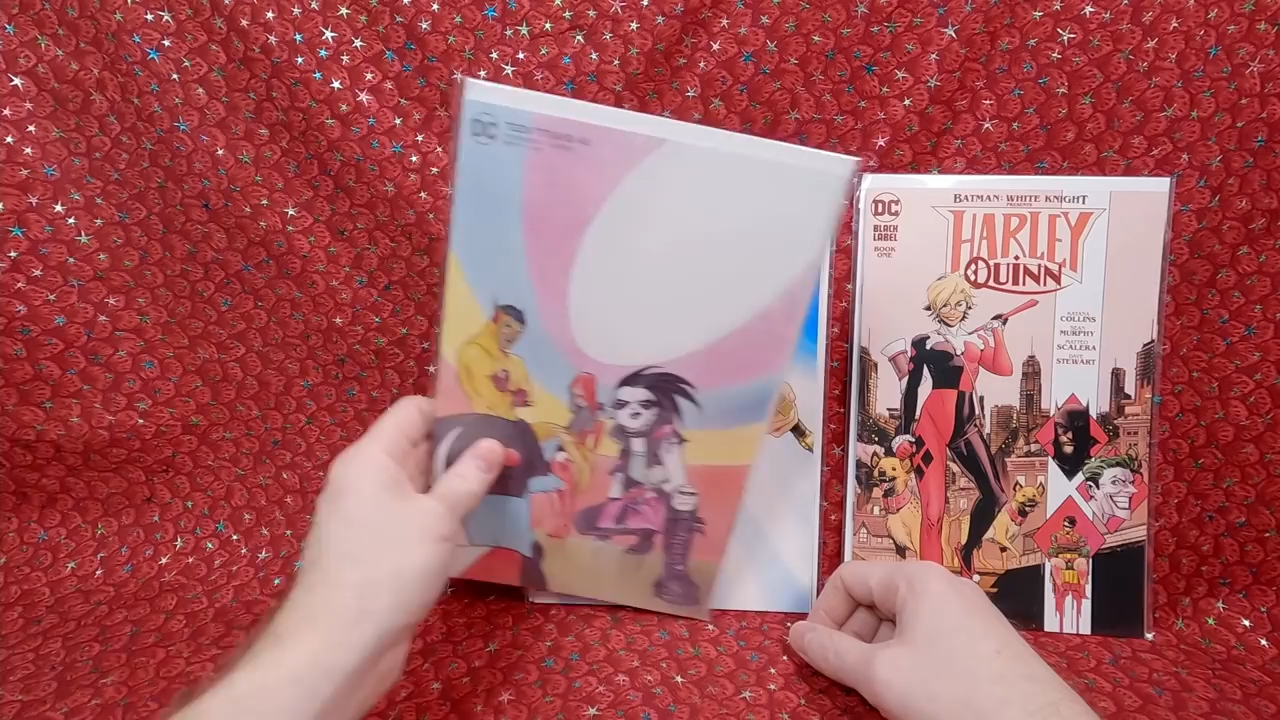 DC
BATMAN: WHITE KNIGHT
PRESENTS
HARLEY
QUINN
DC
BLACK
LABEL
BOOK
ONE
KATANA
COLLINS
SEAN
MURPHY
MATTEO
SCALERA
DAVE
STEWART